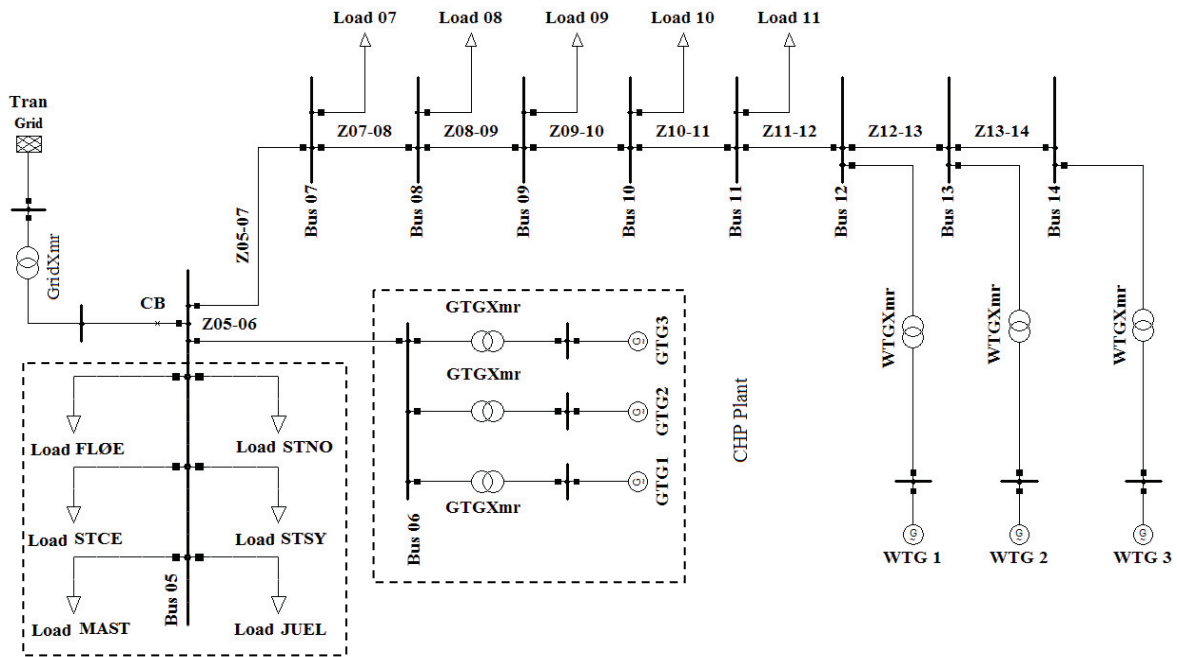 Load 07
Load 08
Load 09
Load 10
Load 11
Tran
Grid
GridXmr
Z07-08
Z08-09
Z09-10
Z10-11
Z11-12
Z12-13
Z13-14
Bus 07
Bus 08
Bus 09
Bus 10
Bus 11
Bus 12
Bus 13
Bus 14
Z05-07
CB
Z05-06
GTGXmr
G
GTG3
GTGXmr
G
GTG2
GTGXmr
G
GTG1
Bus 06
CHP Plant
WTGXmr
WTGXmr
WTGXmr
Load FLØE
Load STNO
Load STCE
Load STSY
Load MAST
Load JUEL
Bus 05
G
G
G
WTG 1
WTG 2
WTG 3